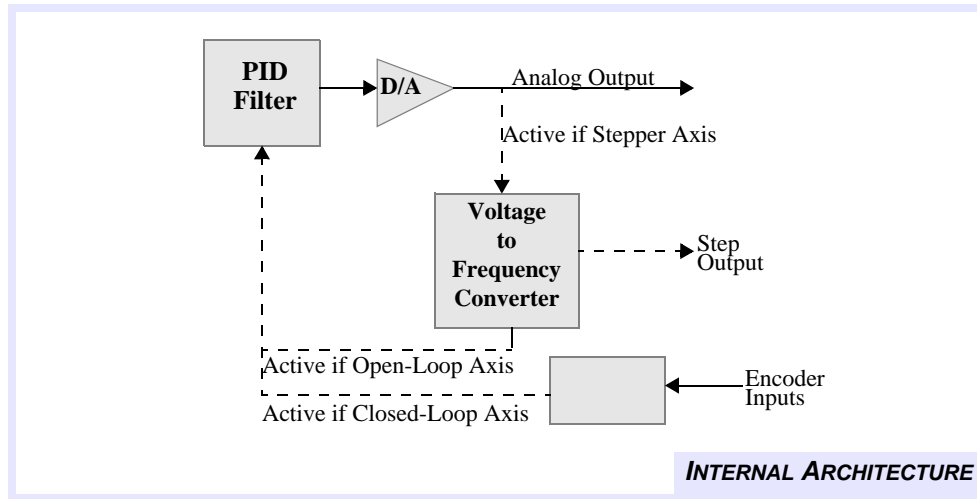 PID
Filter
D/A
Analog Output
Active if Stepper Axis
Voltage
to
Frequency
Converter
Step
Output
Active if Open-Loop Axis
Encoder
Inputs
Active if Closed-Loop Axis
INTERNAL ARCHITECTURE